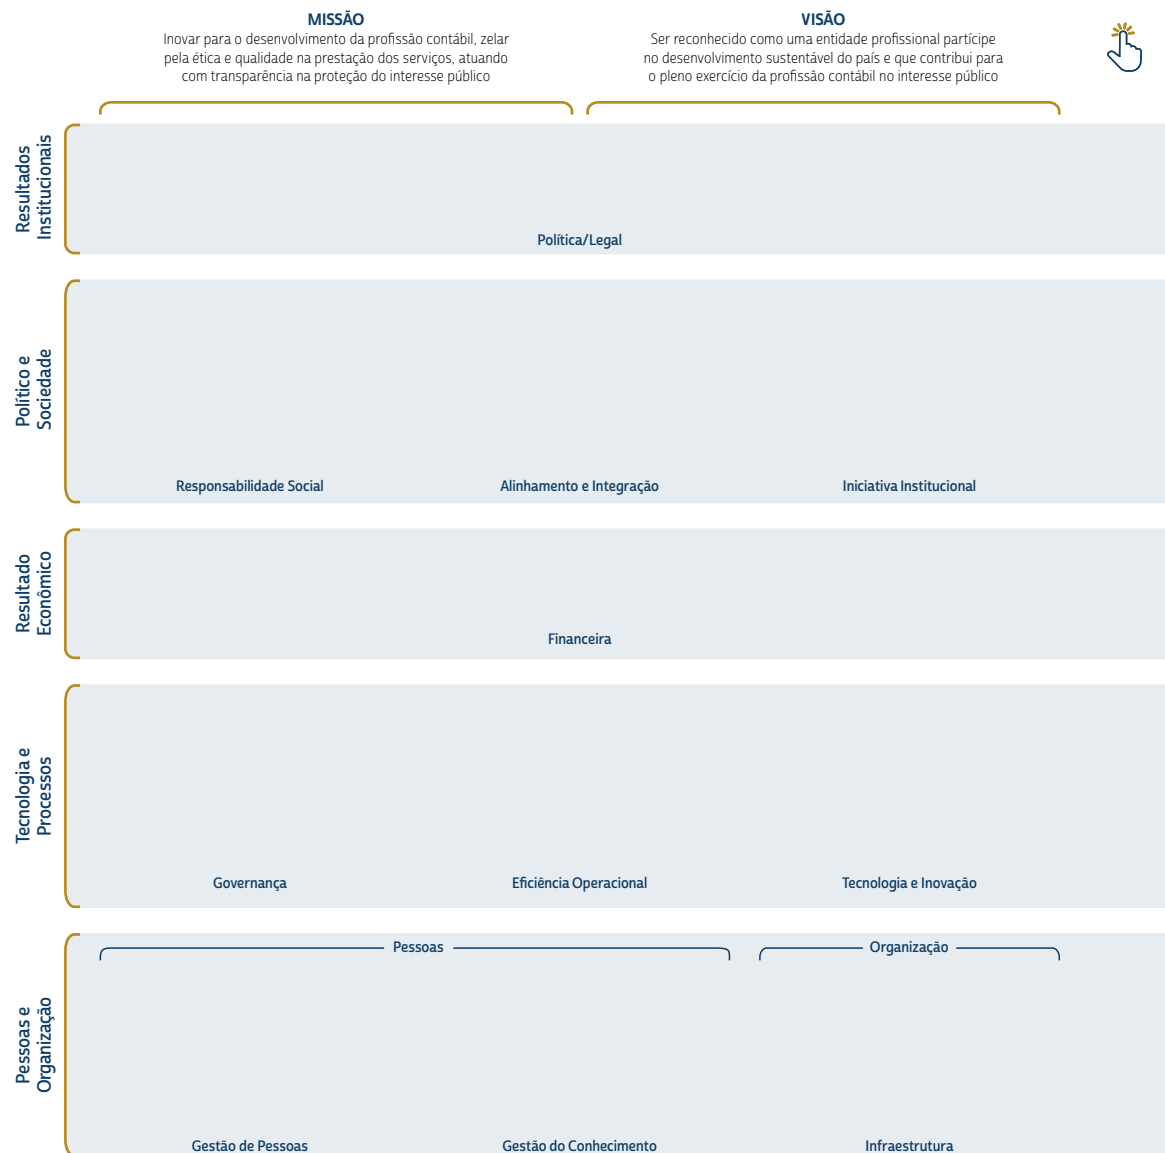 MISSÃO
Inovar para o desenvolvimento da profissão contábil, zelar
pela ética e qualidade na prestação dos serviços, atuando
com transparência na proteção do interesse público
VISÃO
Ser reconhecido como uma entidade profissional partícipe
no desenvolvimento sustentável do país e que contribui para
o pleno exercício da profissão contábil no interesse público
Resultados
Institucionais
Política/Legal
Político e
Sociedade
Responsabilidade Social
Alinhamento e Integração
Iniciativa Institucional
Resultado
Econômico
Financeira
Tecnologia e
Processos
Governança
Eficiência Operacional
Tecnologia e Inovação
Pessoas e
Organização
Pessoas
Organização
Gestão de Pessoas
Gestão do Conhecimento
Infraestrutura